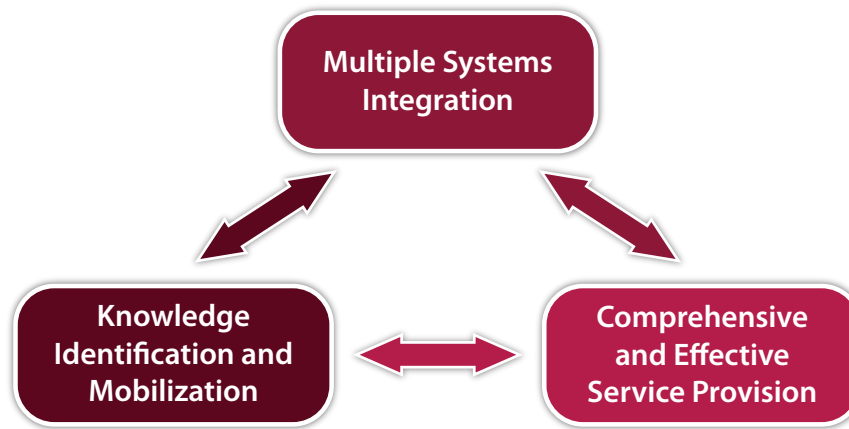 Multiple Systems
Integration
Knowledge
Identification and
Mobilization
Comprehensive
and Effective
Service Provision